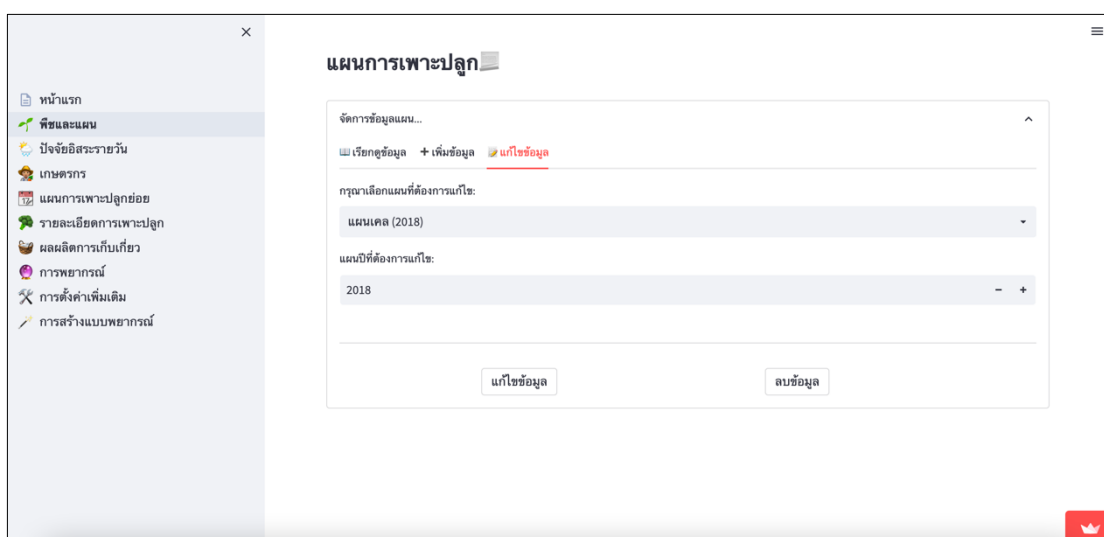 แผนการเพาะปลูก
หน้าแรก
พืชและแผน
ปัจจัยอิสระรายวัน
เกษตรกร
แผนการเพาะปลูกย่อย
รายละเอียดการเพาะปลูก
ผลผลิตการเก็บเกี่ยว
การพยากรณ์
การตั้งค่าเพิ่มเติม
การสร้างแบบพยากรณ์
จัดการข้อมูลแผน...
เรียกดูข้อมูล + เพิ่มข้อมูล แก้ไขข้อมูล
กรุณาเลือกแผนที่ต้องการแก้ไข:
แผนเคล (2018)
แผนปีที่ต้องการแก้ไข:
2018 - +
แก้ไขข้อมูล ลบข้อมูล